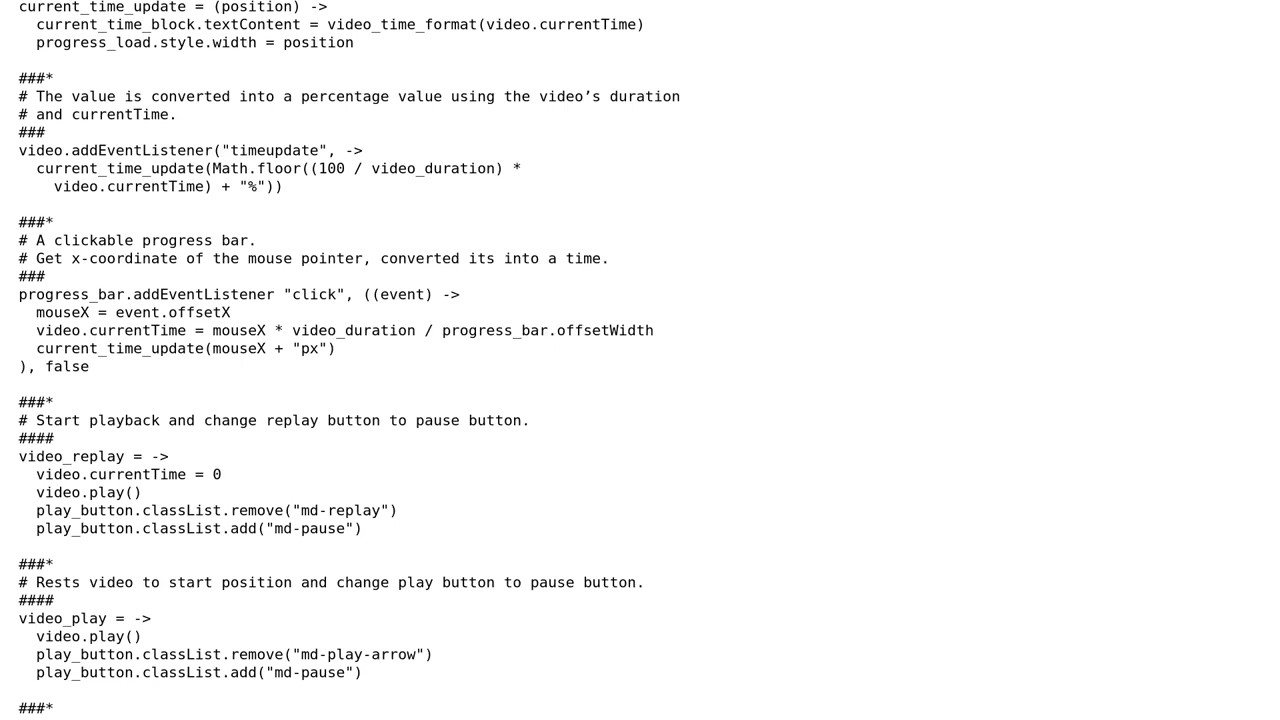 current_time_update = (position) ->
  current_time_block.textContent = video_time_format(video.currentTime)
  progress_load.style.width = position

###*
# The value is converted into a percentage value using the video’s duration
# and currentTime.
###
video.addEventListener("timeupdate", ->
  current_time_update(Math.floor((100 / video_duration) *
    video.currentTime) + "%"))

###*
# A clickable progress bar.
# Get x-coordinate of the mouse pointer, converted its into a time.
###
progress_bar.addEventListener "click", ((event) ->
  mouseX = event.offsetX
  video.currentTime = mouseX * video_duration / progress_bar.offsetWidth
  current_time_update(mouseX + "px")
), false

###*
# Start playback and change replay button to pause button.
####
video_replay = ->
  video.currentTime = 0
  video.play()
  play_button.classList.remove("md-replay")
  play_button.classList.add("md-pause")

###*
# Rests video to start position and change play button to pause button.
####
video_play = ->
  video.play()
  play_button.classList.remove("md-play-arrow")
  play_button.classList.add("md-pause")

###*